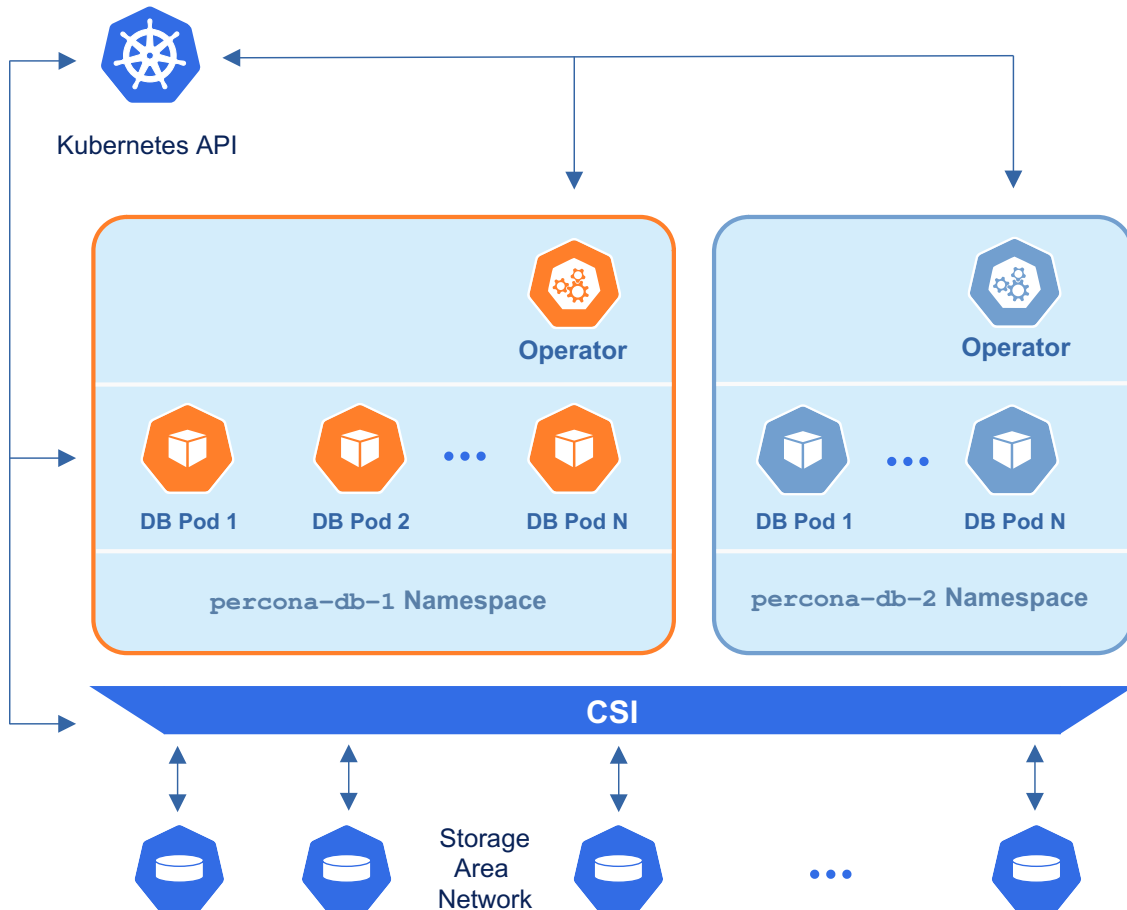 Kubernetes API
Operator
Operator
DB Pod 1
DB Pod 2
DB Pod N
DB Pod 1
DB Pod N
percona-db-1 Namespace
percona-db-2 Namespace
CSI
Storage
Area
Network